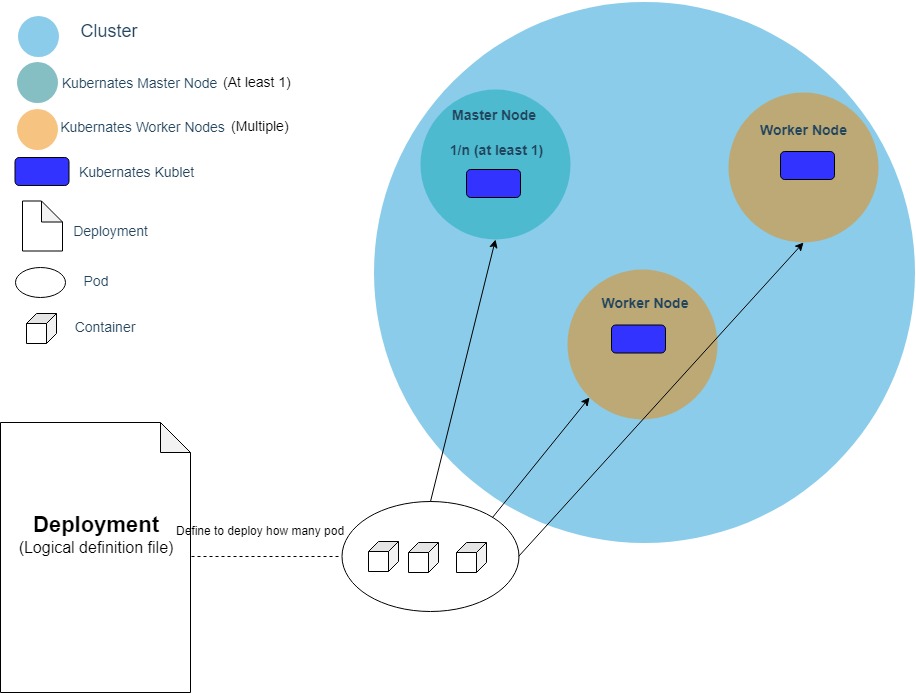 Cluster
Kubernates Master Node (At least 1)
Kubernates Worker Nodes (Multiple)
Kubernates Kublet
Deployment
Pod
Container
Master Node
1/n (at least 1)
Worker Node
Worker Node
Deployment
(Logical definition file)
Define to deploy how many pod